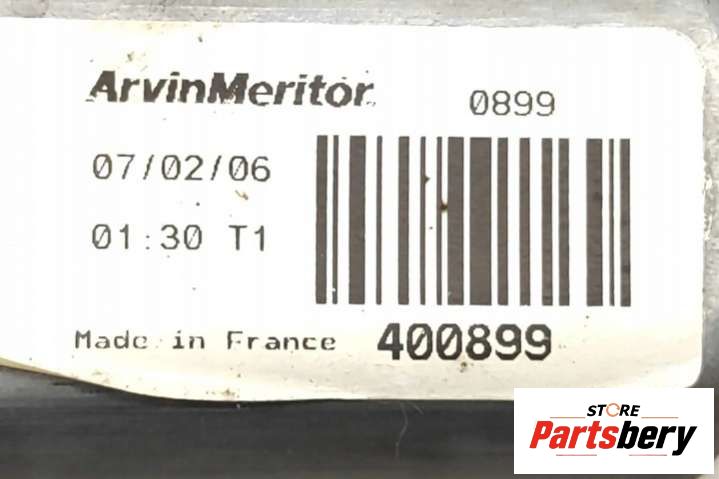 ArvinMeritor 0899
07/02/06
01:30 T1
Made in France 400899
STORE
Partsbery